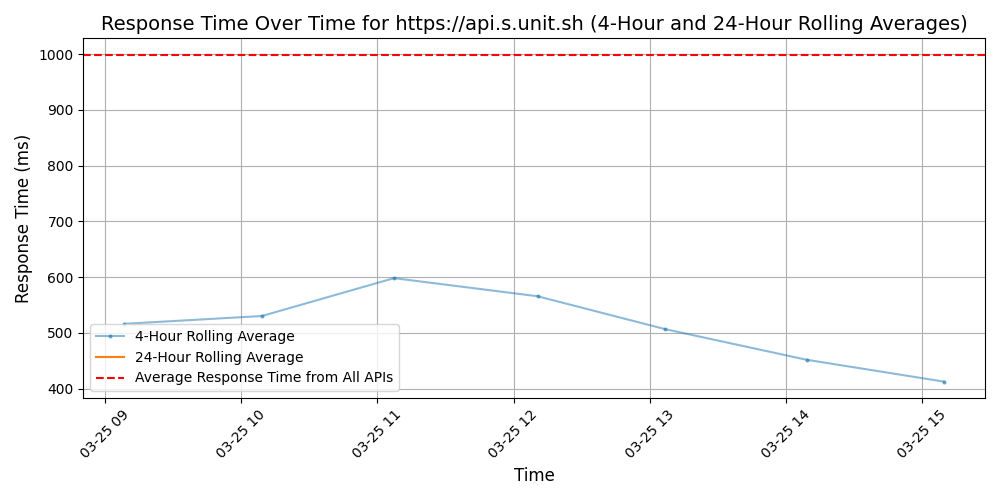 Response Time Over Time for https://api.s.unit.sh (4-Hour and 24-Hour Rolling Averages)
Response Time (ms)
1000
900
800
700
600
500
400
4-Hour Rolling Average
24-Hour Rolling Average
Average Response Time from All APIs
03-25 09
03-25 10
03-25 11
03-25 12
03-25 13
03-25 14
03-25 15
Time